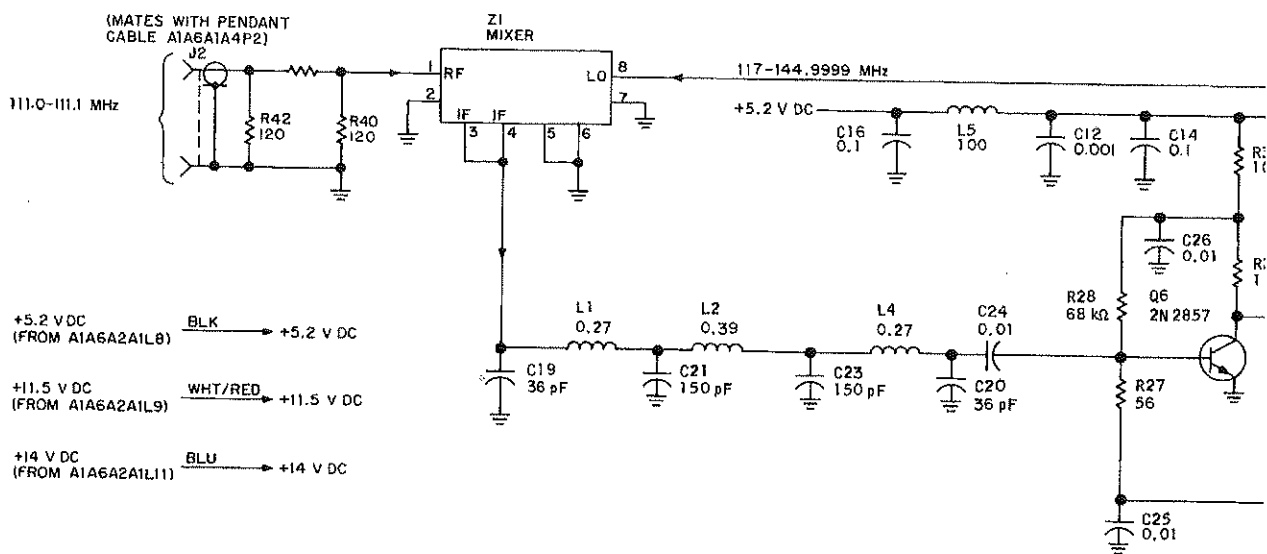 (MATES WITH PENDANT
CABLE A1A6A1A4P2)
J2
111.0-111.1 MHz
R42
120
R40
120
Z1
MIXER
1
RF
2
IF
3
IF
4
5
6
LO
8
7
117-144.9999 MHz
+5.2 V DC
C16
0.1
L5
100
C12
0.001
C14
0.1
C26
0.01
R28
68 kΩ
Q6
2N2857
R27
56
C25
0.01
L1
0.27
L2
0.39
L4
0.27
C24
0.01
C19
36 pF
C21
150 pF
C23
150 pF
C20
36 pF
+5.2 V DC
(FROM A1A6A2A1L8)
BLK
+5.2 V DC
+11.5 V DC
(FROM A1A6A2A1L9)
WHT/RED
+11.5 V DC
+14 V DC
(FROM A1A6A2A1L11)
BLU
+14 V DC